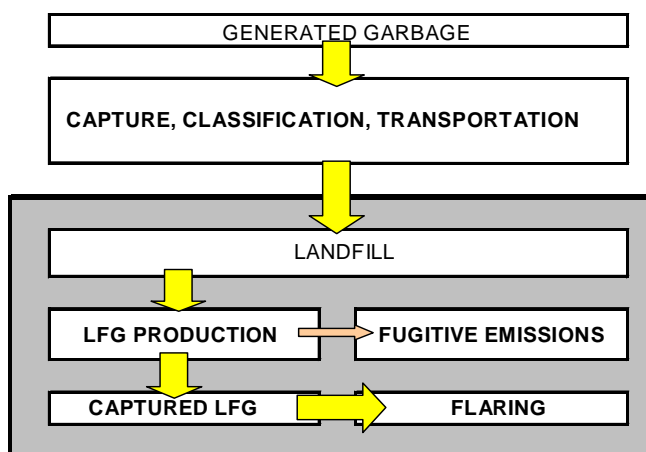 GENERATED GARBAGE
CAPTURE, CLASSIFICATION, TRANSPORTATION
LANDFILL
LFG PRODUCTION
FUGITIVE EMISSIONS
CAPTURED LFG
FLARING